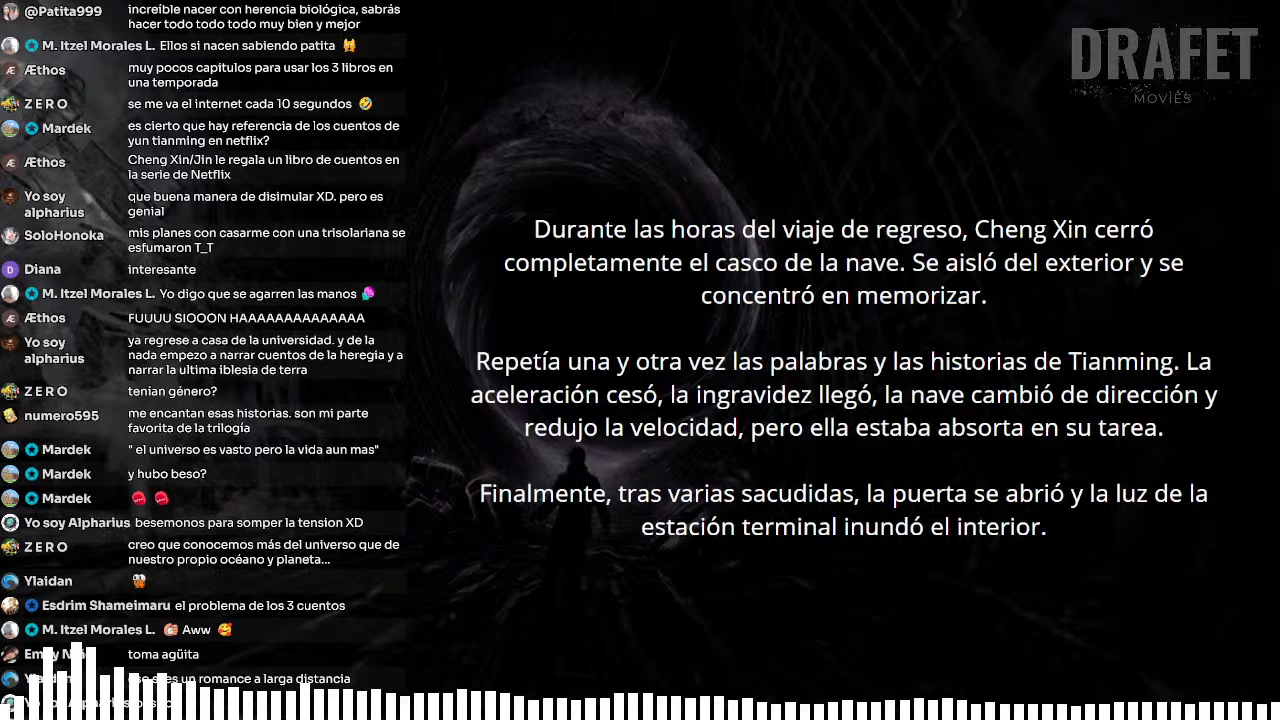 @Patita999
increible nacer con herencia biológica, sabrás
hacer todo todo todo muy bien y mejor
M. Itzel Morales L. Ellos si nacen sabiendo patita
Æthos
muy pocos capitulos para usar los 3 libros en
una temporada
Z E R O
se me va el internet cada 10 segundos
Mardek
es cierto que hay referencia de los cuentos de
yun tianming en netflix?
Æthos
Cheng Xin/Jin le regala un libro de cuentos en
la serie de Netflix
Yo soy
alpharius
que buena manera de disimular XD. pero es
genial
SoloHonoka
mis planes con casarme con una trisolariana se
esfumaron T_T
Diana
interesante
M. Itzel Morales L. Yo digo que se agarren las manos
Æthos
FUUUU SIOOON HAAAAAAAAAAAAAA
Yo soy
alpharius
ya regrese a casa de la universidad. y de la
nada empezo a narrar cuentos de la heregia y a
narrar la ultima iblesia de terra
Z E R O
tenían género?
numero595
me encantan esas historias. son mi parte
favorita de la trilogía
Mardek
" el universo es vasto pero la vida aun mas"
Mardek
y hubo beso?
Mardek
Yo soy Alpharius besemonos para somper la tension XD
Z E R O
creo que conocemos más del universo que de
nuestro propio océano y planeta...
Ylaidan
Esdrim Shameimaru el problema de los 3 cuentos
M. Itzel Morales L. Aww
toma agüita
un romance a larga distancia
DRAFET
MOVIES
Durante las horas del viaje de regreso, Cheng Xin cerró
completamente el casco de la nave. Se aisló del exterior y se
concentró en memorizar.
Repetía una y otra vez las palabras y las historias de Tianming. La
aceleración cesó, la ingravidez llegó, la nave cambió de dirección y
redujo la velocidad, pero ella estaba absorta en su tarea.
Finalmente, tras varias sacudidas, la puerta se abrió y la luz de la
estación terminal inundó el interior.